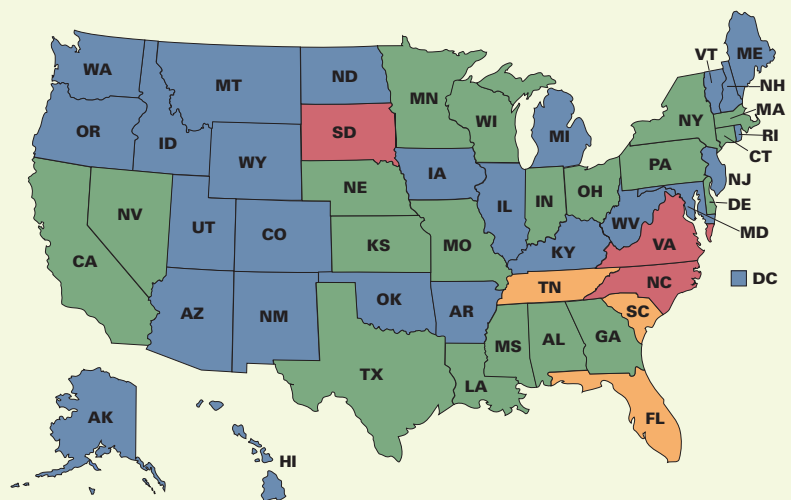 WA
MT
ND
MN
VT
ME
NH
MA
RI
CT
OR
ID
WY
SD
WI
MI
NY
PA
NJ
DE
MD
NV
UT
CO
NE
IA
IL
IN
OH
WV
VA
CA
KS
MO
KY
NC
DC
AZ
NM
OK
AR
TN
SC
TX
LA
MS
AL
GA
FL
AK
HI